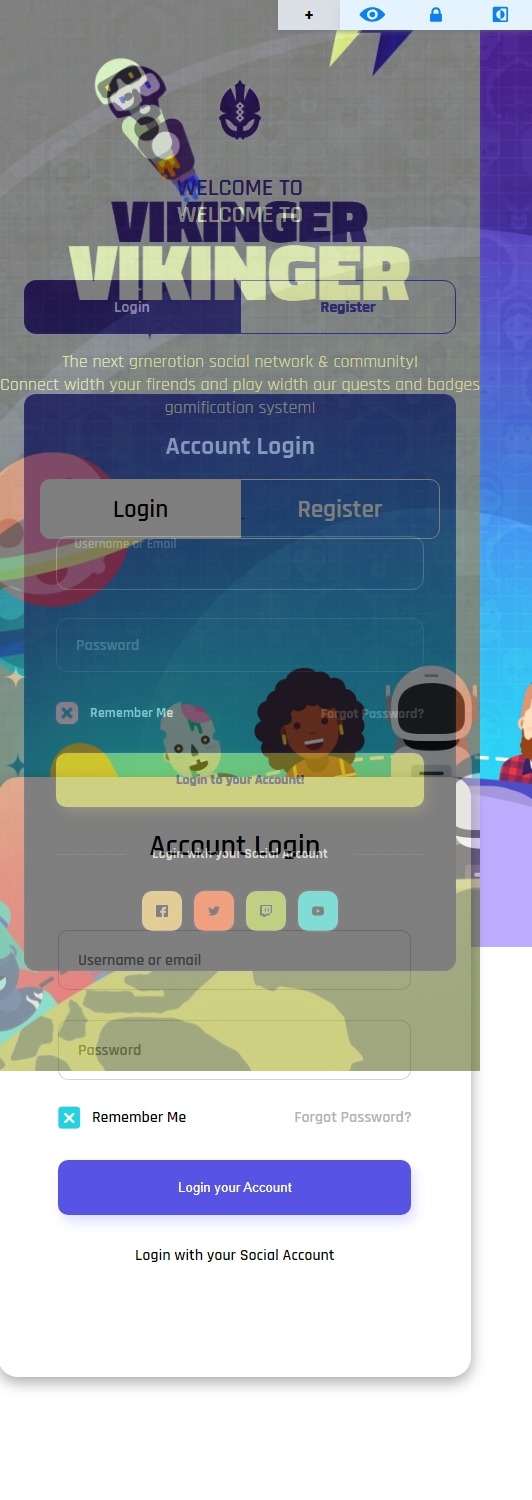 +
WELCOME TO
WELCOME TO
VIKINGER
VIKINGER
Login Register
The next grneration social network & community!
Connect width your firends and play width our quests and badges
gamification system!
Account Login
Login Register
Username or Email
Password
Remember Me Forgot Password?
Login to your Account!
Account Login
Login with your Social Account
Username or email
Password
Remember Me Forgot Password?
Login your Account
Login with your Social Account